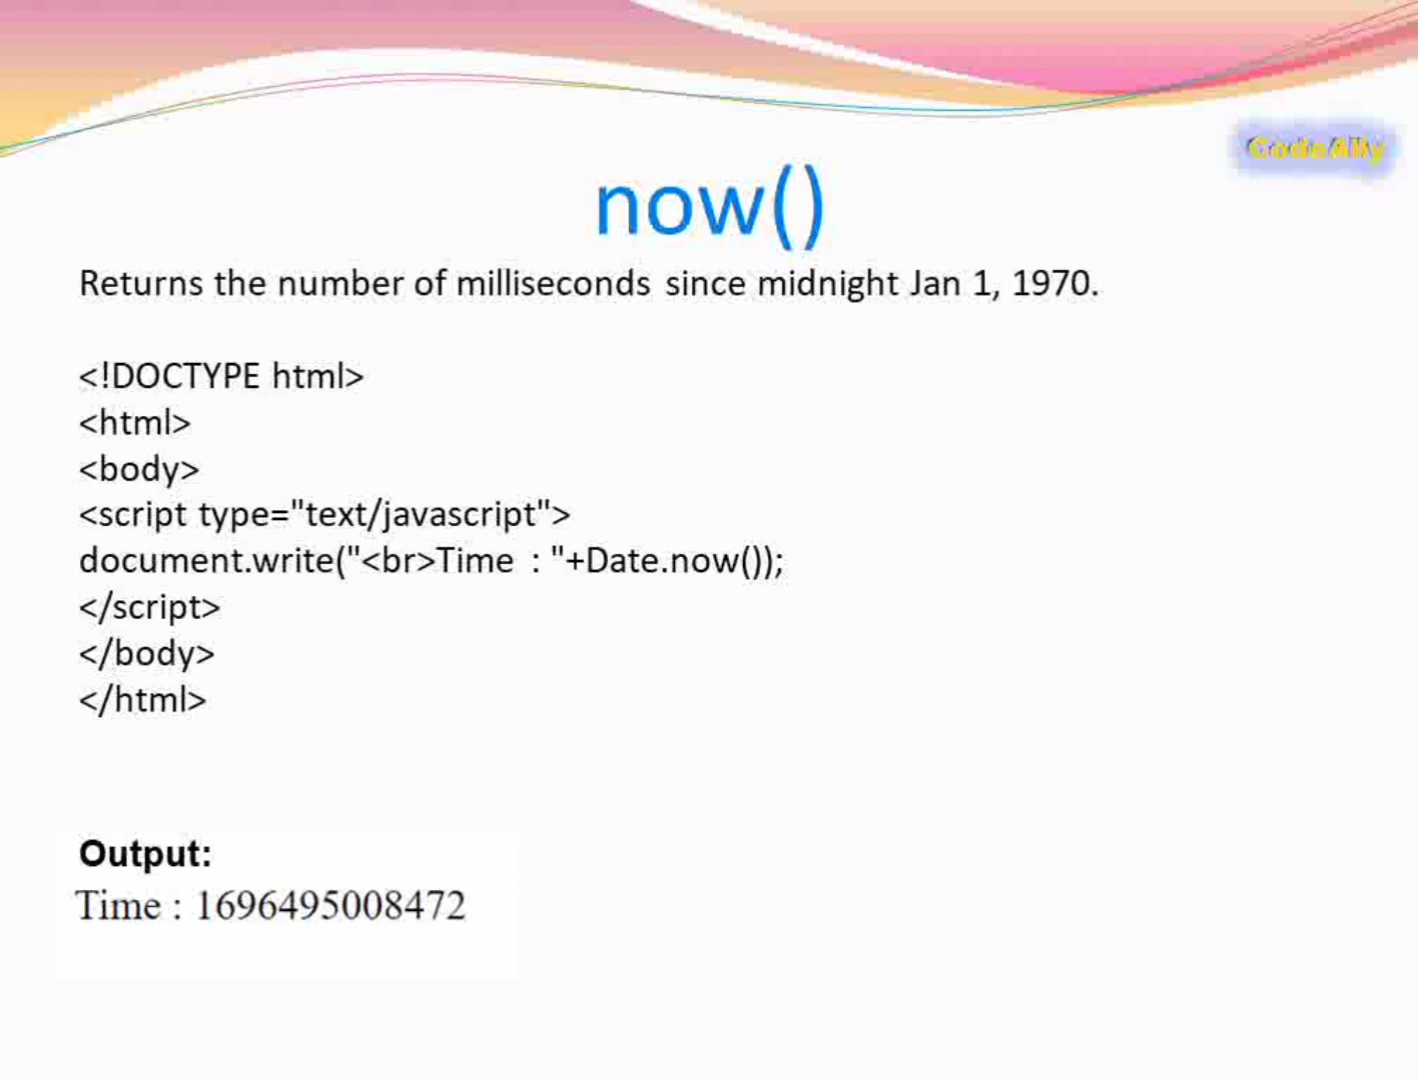 CodeAlly
now()
Returns the number of milliseconds since midnight Jan 1, 1970.
<!DOCTYPE html>
<html>
<body>
<script type="text/javascript">
document.write("<br>Time : "+Date.now());
</script>
</body>
</html>
Output:
Time : 1696495008472